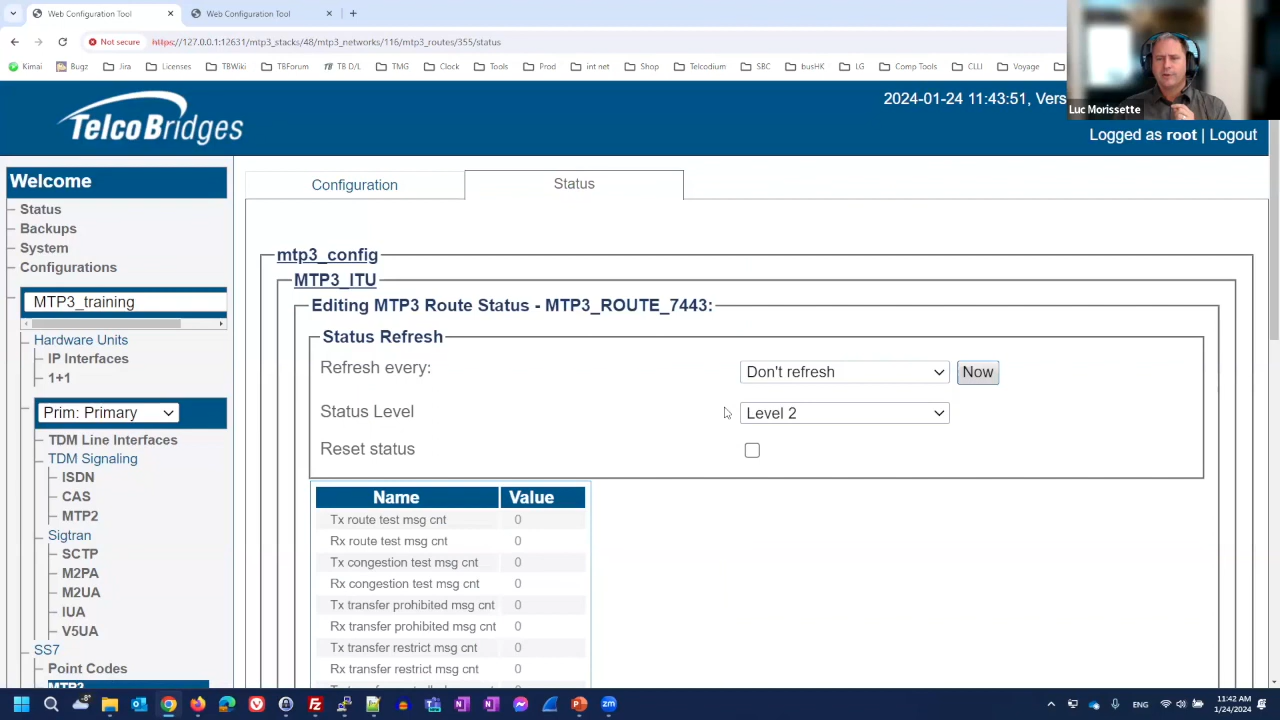 Web Configuration Tool
Web Configuration Tool
Not secure
https://127.0.0.1:12631/mtp3_stacks/48/mtp3_networks/116/mtp3_routes/355/status
Kimai Bugz Jira Licenses TBWiki TBForum TB D/L TMG Clock Tools Prod int net Shop Telcodium SBC busHK LG Comp Tools CLLI Voyage
TelcoBridges
2024-01-24 11:43:51, Vers
Luc Morissette
Logged as root | Logout
Welcome
Status
Backups
System
Configurations
MTP3_training
Hardware Units
IP Interfaces
1+1
Prim: Primary
TDM Line Interfaces
TDM Signaling
ISDN
CAS
MTP2
Sigtran
SCTP
M2PA
M2UA
IUA
V5UA
SS7
Point Codes
MTP3
Configuration
Status
mtp3_config
MTP3_ITU
Editing MTP3 Route Status - MTP3_ROUTE_7443:
Status Refresh
Refresh every: Don't refresh Now
Status Level Level 2
Reset status
Name Value
Tx route test msg cnt 0
Rx route test msg cnt 0
Tx congestion test msg cnt 0
Rx congestion test msg cnt 0
Tx transfer prohibited msg cnt 0
Rx transfer prohibited msg cnt 0
Tx transfer restrict msg cnt 0
Rx transfer restrict msg cnt 0
ENG
11:42 AM
1/24/2024